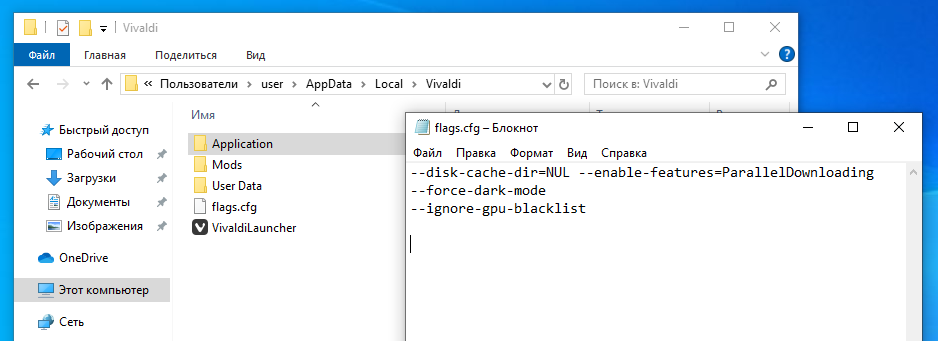 Vivaldi
Файл Главная Поделиться Вид
« Пользователи user AppData Local Vivaldi Поиск в: Vivaldi
Имя
Быстрый доступ
Рабочий стол
Загрузки
Документы
Изображения
OneDrive
Этот компьютер
Сеть
Application
Mods
User Data
flags.cfg
VivaldiLauncher
flags.cfg – Блокнот
Файл Правка Формат Вид Справка
--disk-cache-dir=NUL --enable-features=ParallelDownloading
--force-dark-mode
--ignore-gpu-blacklist